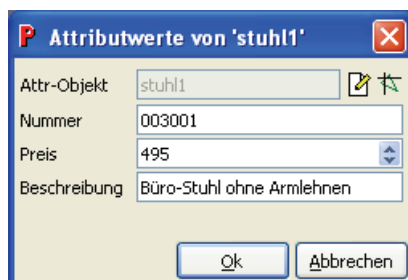 P Attributwerte von 'stuhl1'
Attr-Objekt stuhl1
Nummer 003001
Preis 495
Beschreibung Büro-Stuhl ohne Armlehnen
Ok Abbrechen